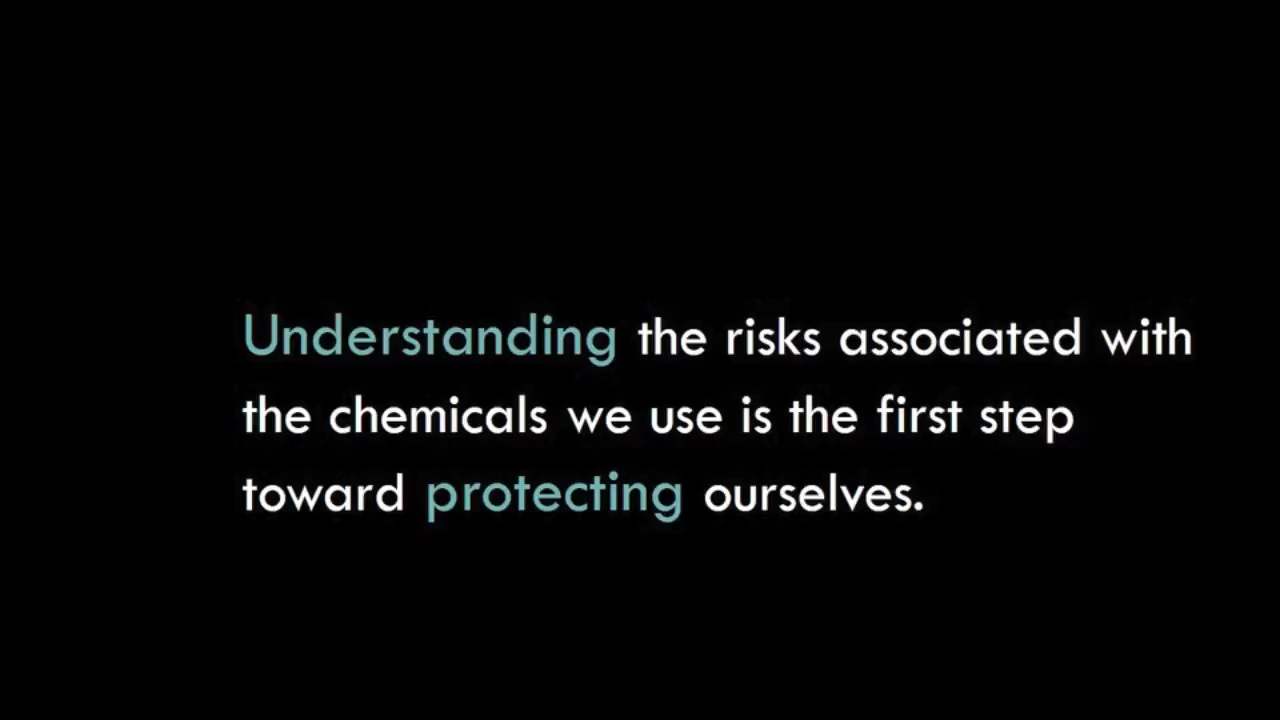 Understanding the risks associated with
the chemicals we use is the first step
toward protecting ourselves.